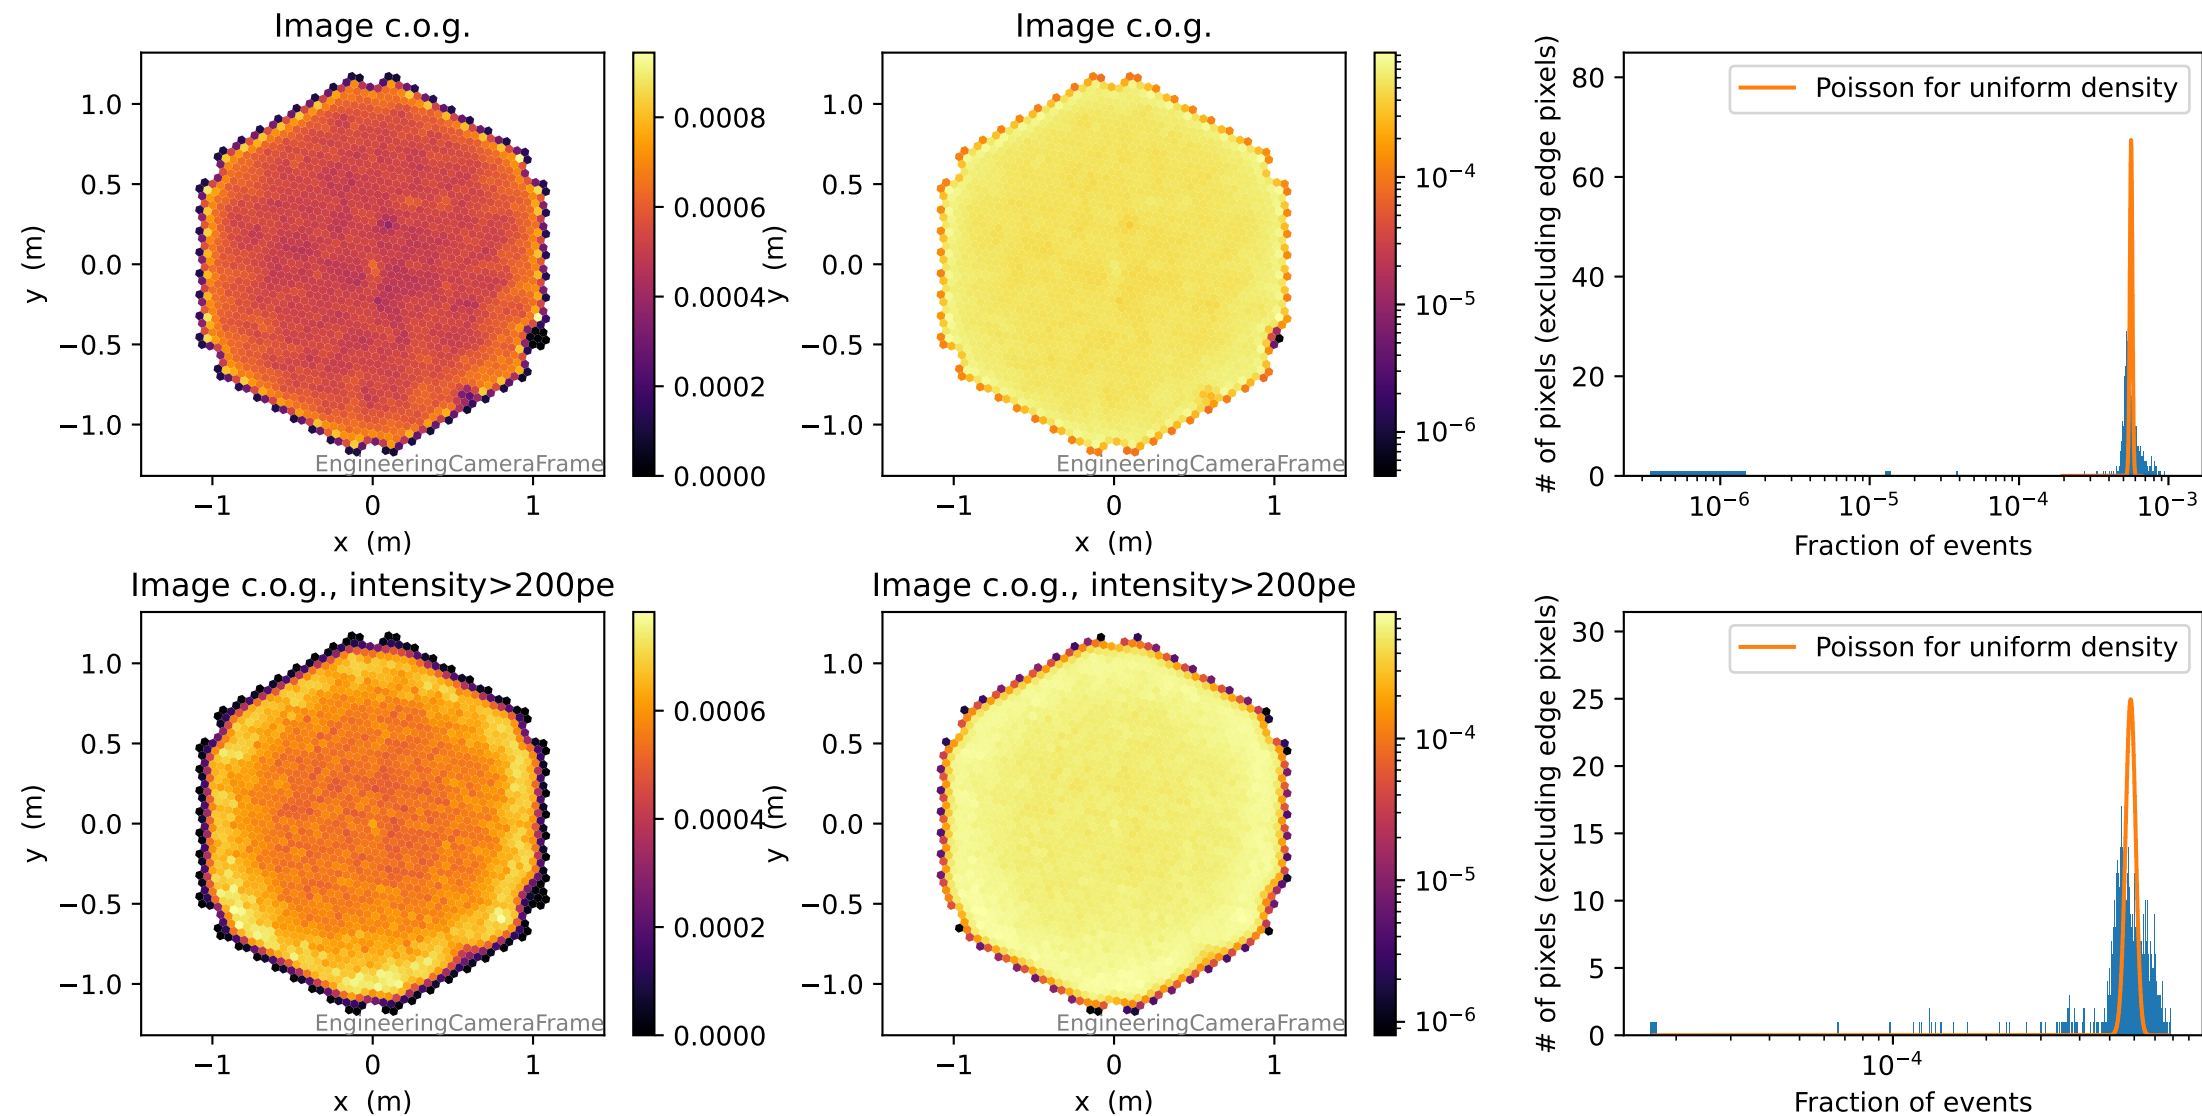 Image c.o.g.
1.0
0.5
0.0
−0.5
−1.0
y (m)
−1
0
1
x (m)
EngineeringCameraFrame
0.0008
0.0006
0.0004
0.0002
0.0000
Image c.o.g.
1.0
0.5
0.0
−0.5
−1.0
y (m)
−1
0
1
x (m)
EngineeringCameraFrame
10⁻⁴
10⁻⁵
10⁻⁶
# of pixels (excluding edge pixels)
80
60
40
20
0
Poisson for uniform density
10⁻⁶
10⁻⁵
10⁻⁴
10⁻³
Fraction of events
Image c.o.g., intensity>200pe
1.0
0.5
0.0
−0.5
−1.0
y (m)
−1
0
1
x (m)
EngineeringCameraFrame
0.0006
0.0004
0.0002
0.0000
Image c.o.g., intensity>200pe
1.0
0.5
0.0
−0.5
−1.0
y (m)
−1
0
1
x (m)
EngineeringCameraFrame
10⁻⁴
10⁻⁵
10⁻⁶
# of pixels (excluding edge pixels)
30
25
20
15
10
5
0
Poisson for uniform density
10⁻⁴
Fraction of events